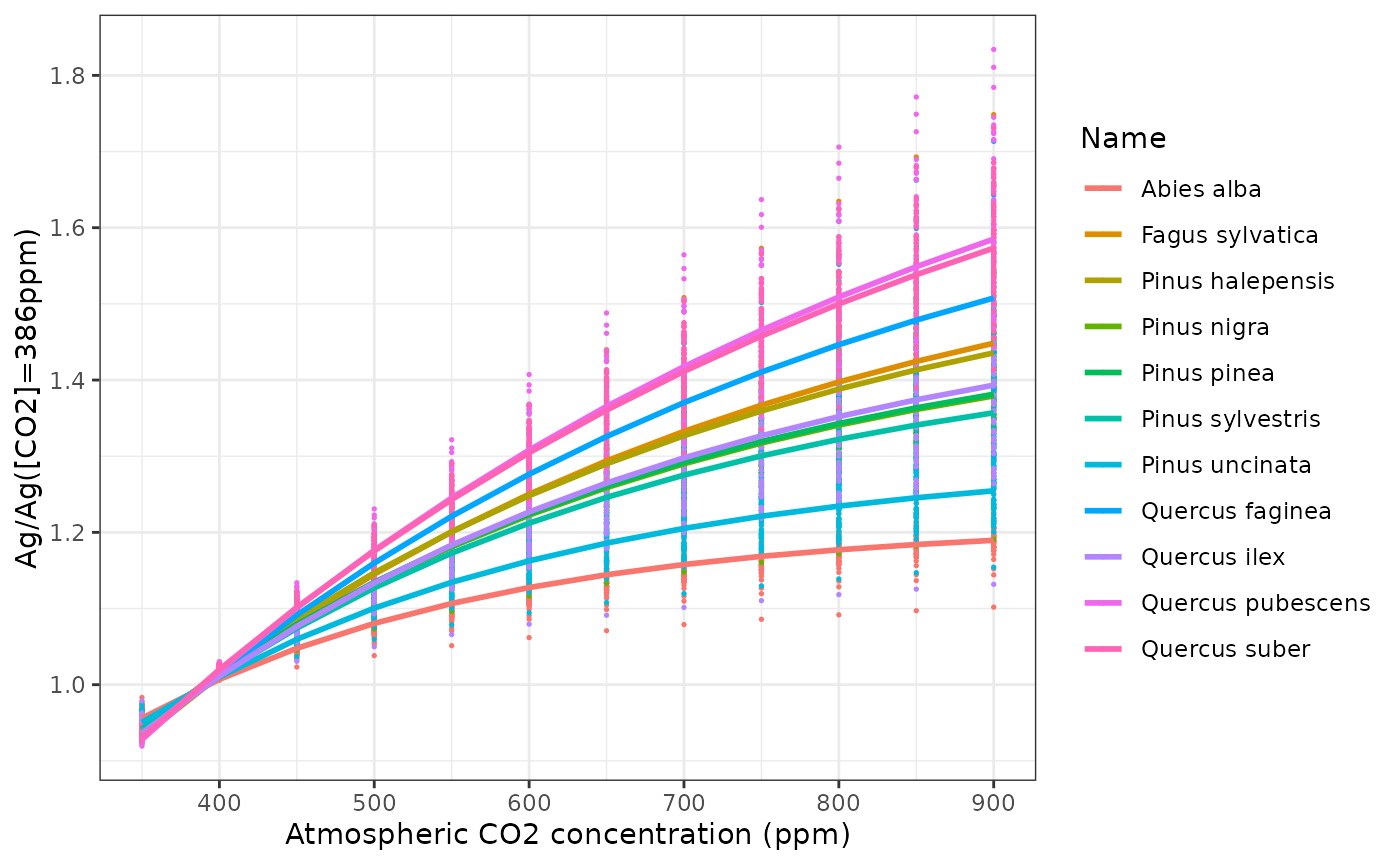 1.8
1.6
1.4
1.2
1.0
Ag/Ag([CO2]=386ppm)
400 500 600 700 800 900
Atmospheric CO2 concentration (ppm)
Name
Abies alba
Fagus sylvatica
Pinus halepensis
Pinus nigra
Pinus pinea
Pinus sylvestris
Pinus uncinata
Quercus faginea
Quercus ilex
Quercus pubescens
Quercus suber